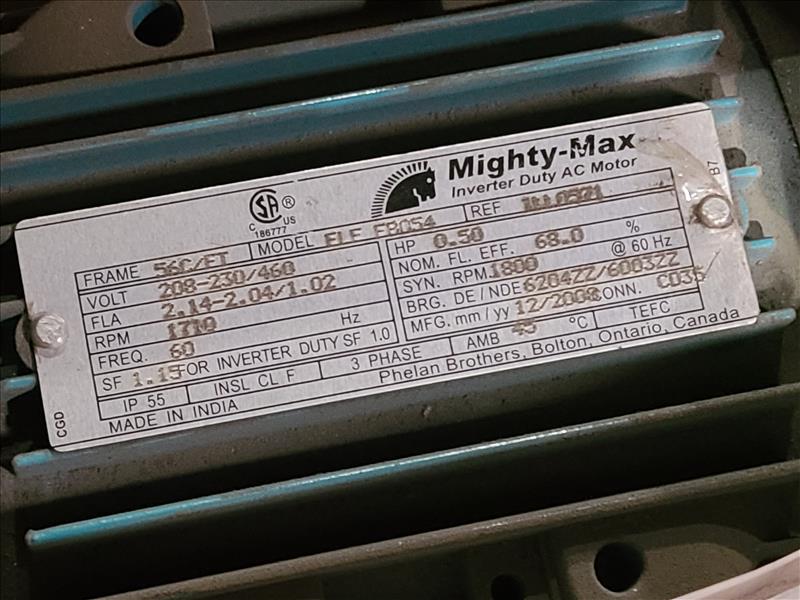 Mighty-Max
Inverter Duty AC Motor
CSA ® C US
186777
FRAME 56C/FT MODEL REF
VOLT 208-230/460 HP 0.50
FLA 2.14-2.04/1.02 NOM. FL. EFF. 68.0 %
RPM 1710 SYN. RPM 1800 @ 60 Hz
FREQ. 60 Hz BRG. DE / NDE 6204ZZ/6003ZZ
SF 1.15 FOR INVERTER DUTY SF 1.0 MFG. mm / yy 12/2008 CONN. CD35
IP 55 INSL CL F 3 PHASE AMB 45 °C TEFC
MADE IN INDIA Phelan Brothers, Bolton, Ontario, Canada
CGD
B7